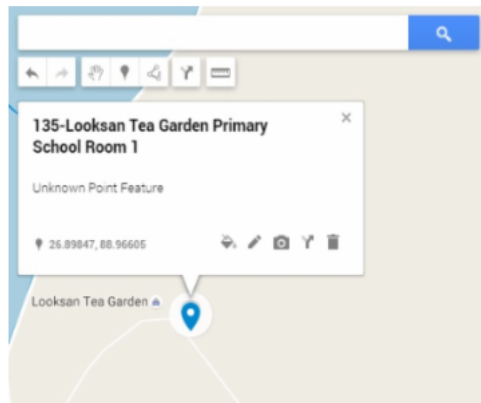 135-Looksan Tea Garden Primary
School Room 1
Unknown Point Feature
26.89847, 88.96605
Looksan Tea Garden